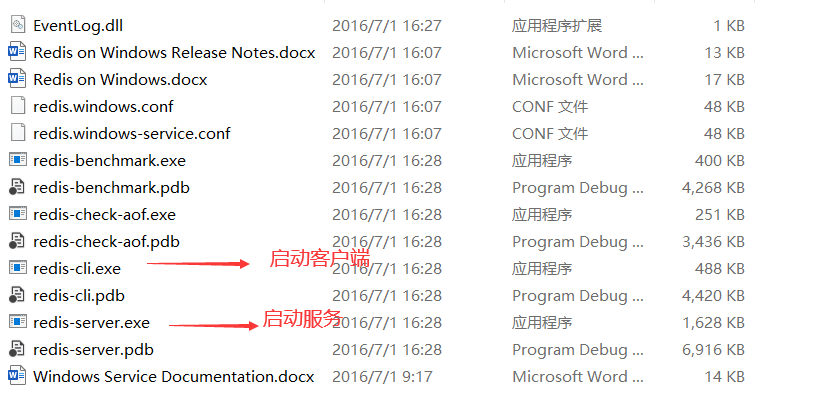 EventLog.dll 2016/7/1 16:27 应用程序扩展 1 KB
Redis on Windows Release Notes.docx 2016/7/1 16:07 Microsoft Word ... 13 KB
Redis on Windows.docx 2016/7/1 16:07 Microsoft Word ... 17 KB
redis.windows.conf 2016/7/1 16:07 CONF 文件 48 KB
redis.windows-service.conf 2016/7/1 16:07 CONF 文件 48 KB
redis-benchmark.exe 2016/7/1 16:28 应用程序 400 KB
redis-benchmark.pdb 2016/7/1 16:28 Program Debug ... 4,268 KB
redis-check-aof.exe 2016/7/1 16:28 应用程序 251 KB
redis-check-aof.pdb 2016/7/1 16:28 Program Debug ... 3,436 KB
redis-cli.exe 启动客户端 2016/7/1 16:28 应用程序 488 KB
redis-cli.pdb 2016/7/1 16:28 Program Debug ... 4,420 KB
redis-server.exe 启动服务 2016/7/1 16:28 应用程序 1,628 KB
redis-server.pdb 2016/7/1 16:28 Program Debug ... 6,916 KB
Windows Service Documentation.docx 2016/7/1 9:17 Microsoft Word ... 14 KB